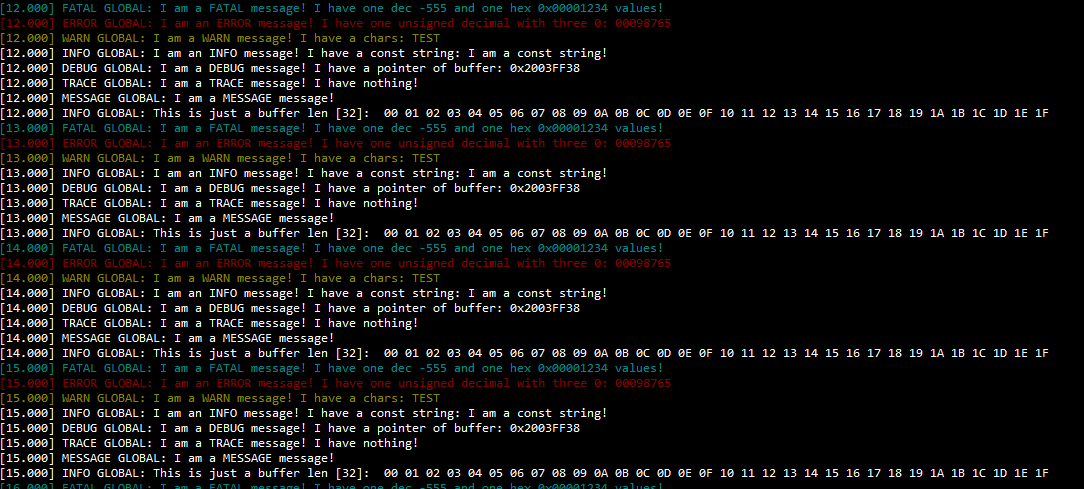 [12.000] FATAL GLOBAL: I am a FATAL message! I have one dec -555 and one hex 0x00001234 values!
[12.000] ERROR GLOBAL: I am an ERROR message! I have one unsigned decimal with three 0: 00098765
[12.000] WARN GLOBAL: I am a WARN message! I have a chars: TEST
[12.000] INFO GLOBAL: I am an INFO message! I have a const string: I am a const string!
[12.000] DEBUG GLOBAL: I am a DEBUG message! I have a pointer of buffer: 0x2003FF38
[12.000] TRACE GLOBAL: I am a TRACE message! I have nothing!
[12.000] MESSAGE GLOBAL: I am a MESSAGE message!
[12.000] INFO GLOBAL: This is just a buffer len [32]:  00 01 02 03 04 05 06 07 08 09 0A 0B 0C 0D 0E 0F 10 11 12 13 14 15 16 17 18 19 1A 1B 1C 1D 1E 1F
[13.000] FATAL GLOBAL: I am a FATAL message! I have one dec -555 and one hex 0x00001234 values!
[13.000] ERROR GLOBAL: I am an ERROR message! I have one unsigned decimal with three 0: 00098765
[13.000] WARN GLOBAL: I am a WARN message! I have a chars: TEST
[13.000] INFO GLOBAL: I am an INFO message! I have a const string: I am a const string!
[13.000] DEBUG GLOBAL: I am a DEBUG message! I have a pointer of buffer: 0x2003FF38
[13.000] TRACE GLOBAL: I am a TRACE message! I have nothing!
[13.000] MESSAGE GLOBAL: I am a MESSAGE message!
[13.000] INFO GLOBAL: This is just a buffer len [32]:  00 01 02 03 04 05 06 07 08 09 0A 0B 0C 0D 0E 0F 10 11 12 13 14 15 16 17 18 19 1A 1B 1C 1D 1E 1F
[14.000] FATAL GLOBAL: I am a FATAL message! I have one dec -555 and one hex 0x00001234 values!
[14.000] ERROR GLOBAL: I am an ERROR message! I have one unsigned decimal with three 0: 00098765
[14.000] WARN GLOBAL: I am a WARN message! I have a chars: TEST
[14.000] INFO GLOBAL: I am an INFO message! I have a const string: I am a const string!
[14.000] DEBUG GLOBAL: I am a DEBUG message! I have a pointer of buffer: 0x2003FF38
[14.000] TRACE GLOBAL: I am a TRACE message! I have nothing!
[14.000] MESSAGE GLOBAL: I am a MESSAGE message!
[14.000] INFO GLOBAL: This is just a buffer len [32]:  00 01 02 03 04 05 06 07 08 09 0A 0B 0C 0D 0E 0F 10 11 12 13 14 15 16 17 18 19 1A 1B 1C 1D 1E 1F
[15.000] FATAL GLOBAL: I am a FATAL message! I have one dec -555 and one hex 0x00001234 values!
[15.000] ERROR GLOBAL: I am an ERROR message! I have one unsigned decimal with three 0: 00098765
[15.000] WARN GLOBAL: I am a WARN message! I have a chars: TEST
[15.000] INFO GLOBAL: I am an INFO message! I have a const string: I am a const string!
[15.000] DEBUG GLOBAL: I am a DEBUG message! I have a pointer of buffer: 0x2003FF38
[15.000] TRACE GLOBAL: I am a TRACE message! I have nothing!
[15.000] MESSAGE GLOBAL: I am a MESSAGE message!
[15.000] INFO GLOBAL: This is just a buffer len [32]:  00 01 02 03 04 05 06 07 08 09 0A 0B 0C 0D 0E 0F 10 11 12 13 14 15 16 17 18 19 1A 1B 1C 1D 1E 1F
[16.000] FATAL GLOBAL: I am a FATAL message! I have one dec -555 and one hex 0x00001234 values!